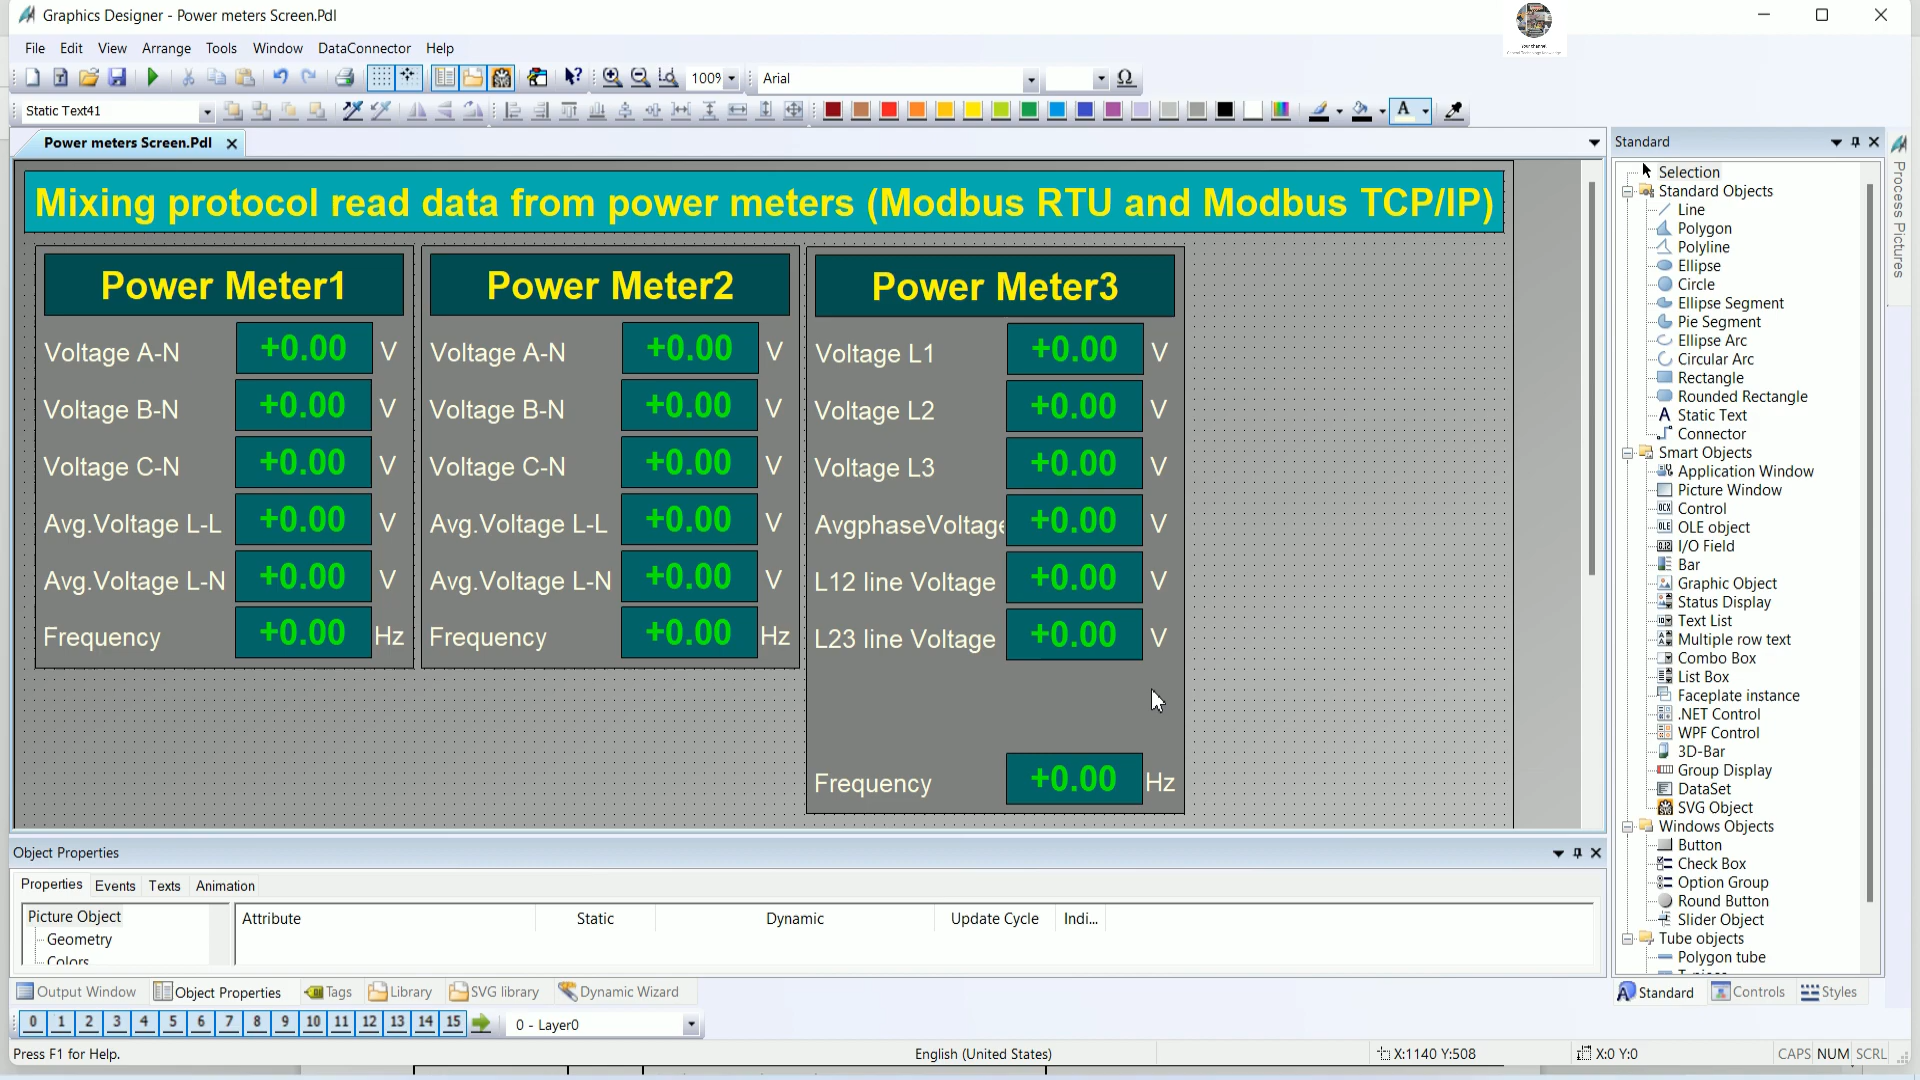 Graphics Designer - Power meters Screen.Pdl
File Edit View Arrange Tools Window DataConnector Help
100% Arial Ω
Static Text41
Power meters Screen.Pdl
Mixing protocol read data from power meters (Modbus RTU and Modbus TCP/IP)
Power Meter1
Voltage A-N +0.00 V
Voltage B-N +0.00 V
Voltage C-N +0.00 V
Avg.Voltage L-L +0.00 V
Avg.Voltage L-N +0.00 V
Frequency +0.00 Hz
Power Meter2
Voltage A-N +0.00 V
Voltage B-N +0.00 V
Voltage C-N +0.00 V
Avg.Voltage L-L +0.00 V
Avg.Voltage L-N +0.00 V
Frequency +0.00 Hz
Power Meter3
Voltage L1 +0.00 V
Voltage L2 +0.00 V
Voltage L3 +0.00 V
AvgphaseVoltage +0.00 V
L12 line Voltage +0.00 V
L23 line Voltage +0.00 V
Frequency +0.00 Hz
Standard
Selection
Standard Objects
Line
Polygon
Polyline
Ellipse
Circle
Ellipse Segment
Pie Segment
Ellipse Arc
Circular Arc
Rectangle
Rounded Rectangle
A Static Text
Connector
Smart Objects
Application Window
Picture Window
OCX Control
OLE OLE object
I/O Field
Bar
Graphic Object
Status Display
Text List
Multiple row text
Combo Box
List Box
Faceplate instance
.NET Control
WPF Control
3D-Bar
Group Display
DataSet
SVG Object
Windows Objects
Button
Check Box
Option Group
Round Button
Slider Object
Tube objects
Polygon tube
Standard Controls Styles
Process Pictures
Object Properties
Properties Events Texts Animation
Picture Object
Geometry
Colors
Attribute Static Dynamic Update Cycle Indi...
Output Window Object Properties Tags Library SVG library Dynamic Wizard
0 1 2 3 4 5 6 7 8 9 10 11 12 13 14 15 0 - Layer0
Press F1 for Help. English (United States) X:1140 Y:508 X:0 Y:0 CAPS NUM SCRL